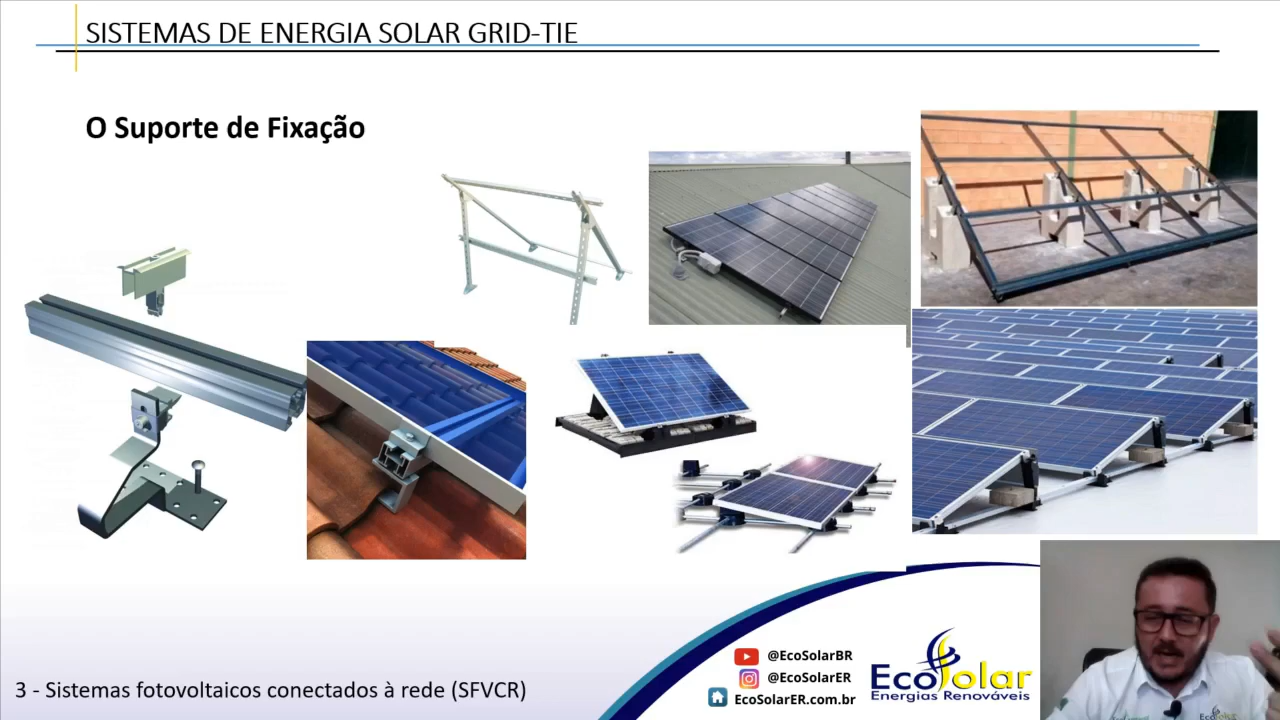 SISTEMAS DE ENERGIA SOLAR GRID-TIE
O Suporte de Fixação
@EcoSolarBR
@EcoSolarER
EcoSolarER.com.br
EcoSolar
Energias Renováveis
3 - Sistemas fotovoltaicos conectados à rede (SFVCR)